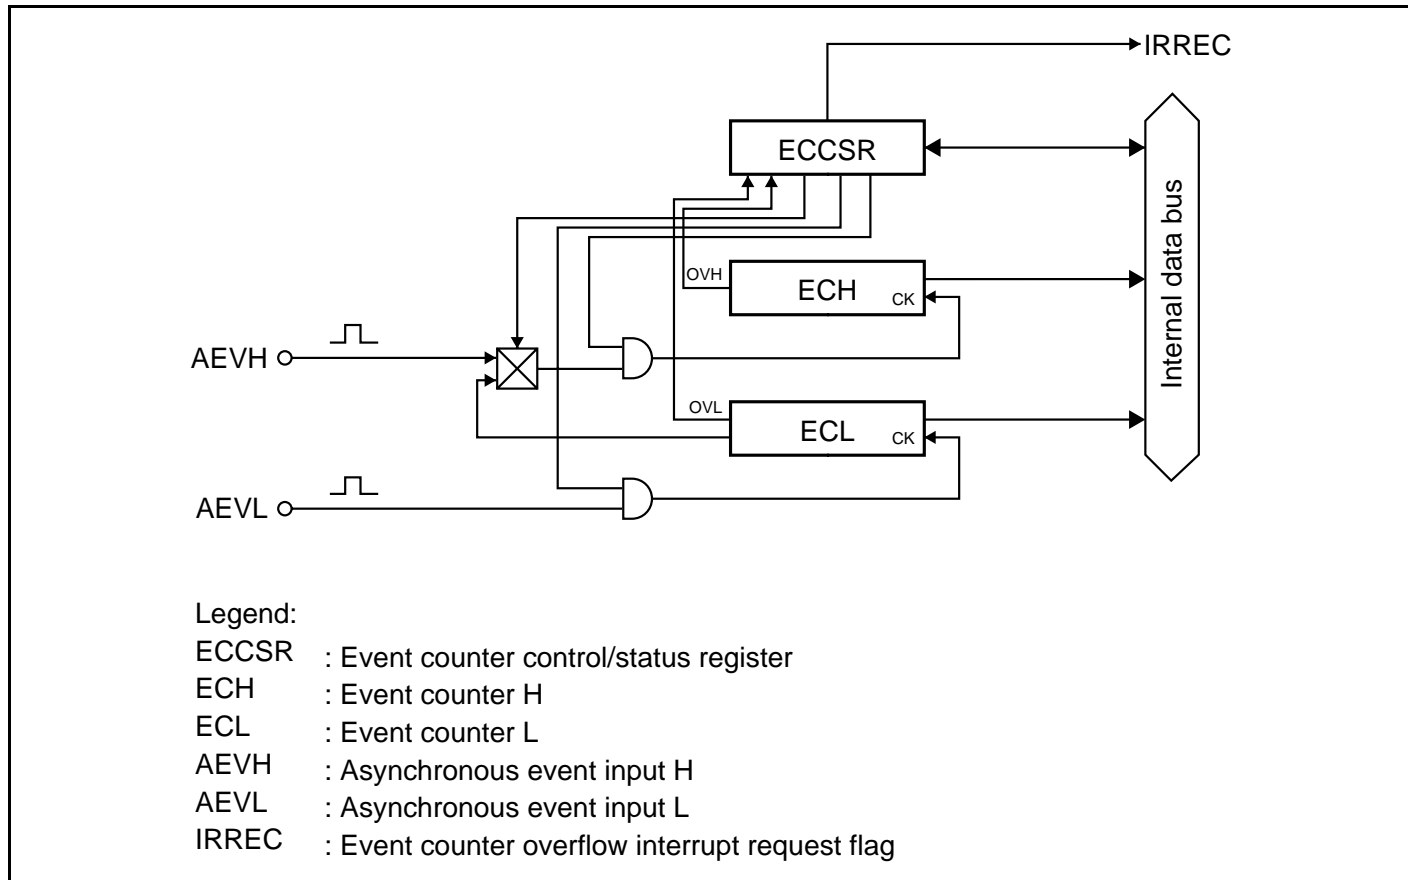 IRREC
ECCSR
OVH
ECH
CK
AEVH
OVL
ECL
CK
AEVL
Internal data bus
Legend:
ECCSR : Event counter control/status register
ECH : Event counter H
ECL : Event counter L
AEVH : Asynchronous event input H
AEVL : Asynchronous event input L
IRREC : Event counter overflow interrupt request flag